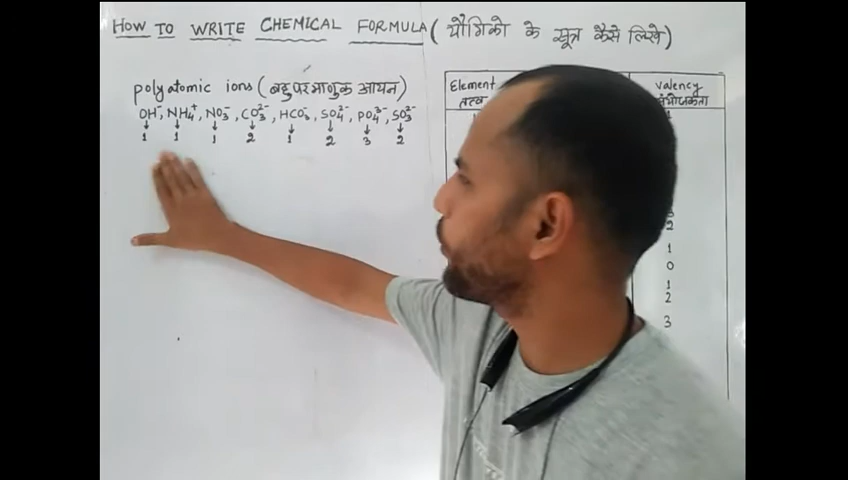 HOW TO WRITE CHEMICAL FORMULA (यौगिको के सूत्र कैसे लिखे)
polyatomic ions (बहुपरमाणुक आयन)
OH⁻, NH₄⁺, NO₃⁻, CO₃²⁻, HCO₃⁻, SO₄²⁻, PO₄³⁻, SO₃²⁻
↓ ↓ ↓ ↓ ↓ ↓ ↓ ↓
1 1 1 2 1 2 3 2
Element
तत्व
Valency
संयोजकता
1
2
1
0
1
2
3